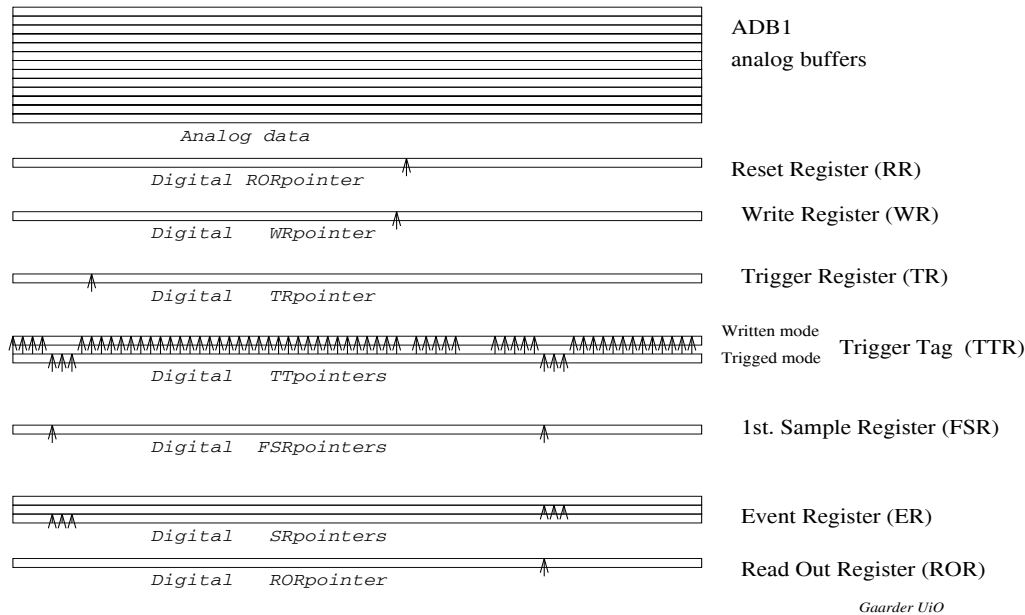 ADB1
analog buffers
Analog data
Reset Register (RR)
Digital RORpointer
Write Register (WR)
Digital WRpointer
Trigger Register (TR)
Digital TRpointer
Written mode
Trigger Tag (TTR)
Trigged mode
Digital TTpointers
1st. Sample Register (FSR)
Digital FSRpointers
Event Register (ER)
Digital SRpointers
Read Out Register (ROR)
Digital RORpointer
Gaarder UiO